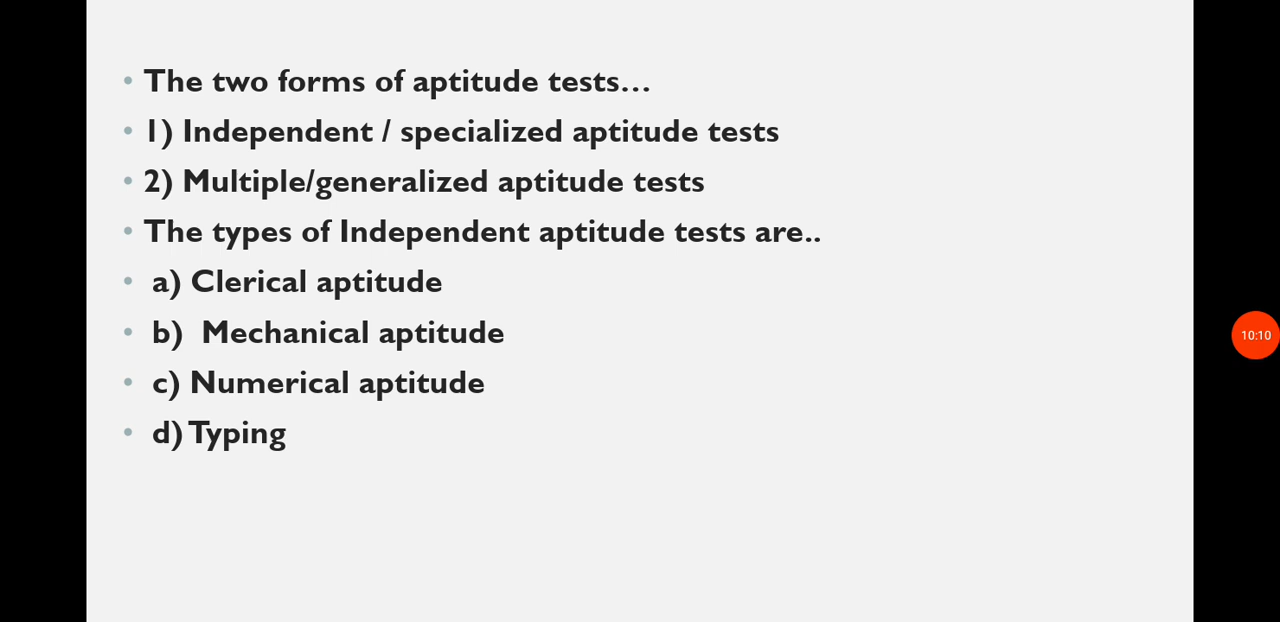 • The two forms of aptitude tests…
• 1) Independent / specialized aptitude tests
• 2) Multiple/generalized aptitude tests
• The types of Independent aptitude tests are..
• a) Clerical aptitude
• b) Mechanical aptitude
• c) Numerical aptitude
• d) Typing
10:10